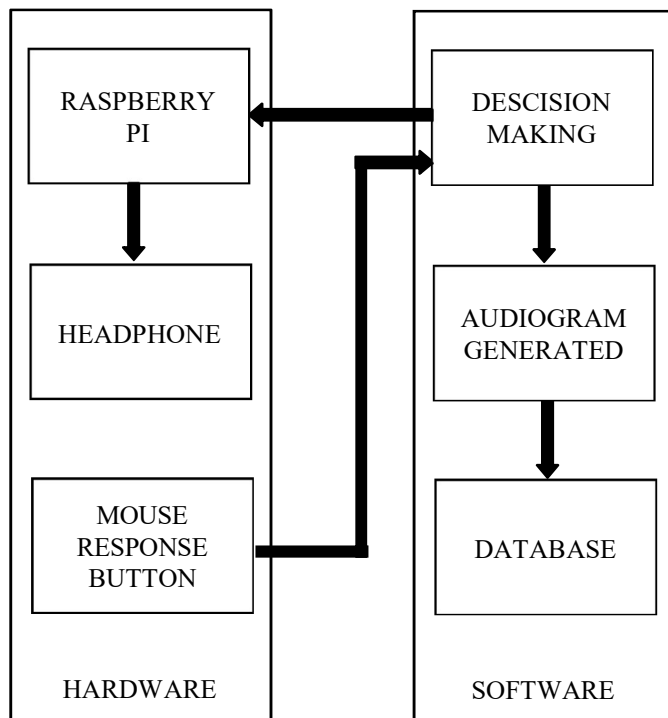 RASPBERRY
PI
HEADPHONE
MOUSE
RESPONSE
BUTTON
HARDWARE
DESCISION
MAKING
AUDIOGRAM
GENERATED
DATABASE
SOFTWARE